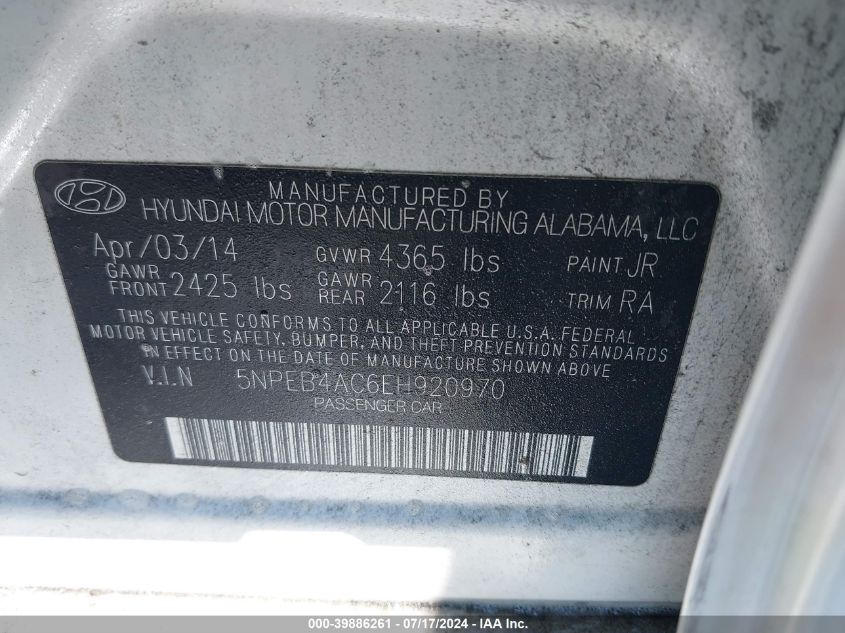 MANUFACTURED BY
HYUNDAI MOTOR MANUFACTURING ALABAMA, LLC
Apr/03/14 GVWR 4365 lbs PAINT JR
GAWR FRONT 2425 lbs GAWR REAR 2116 lbs TRIM RA
THIS VEHICLE CONFORMS TO ALL APPLICABLE U.S.A. FEDERAL
MOTOR VEHICLE SAFETY, BUMPER, AND THEFT PREVENTION STANDARDS
IN EFFECT ON THE DATE OF MANUFACTURE SHOWN ABOVE.
V.I.N 5NPEB4AC6EH920970
PASSENGER CAR
000-39886261 - 07/17/2024 - IAA Inc.